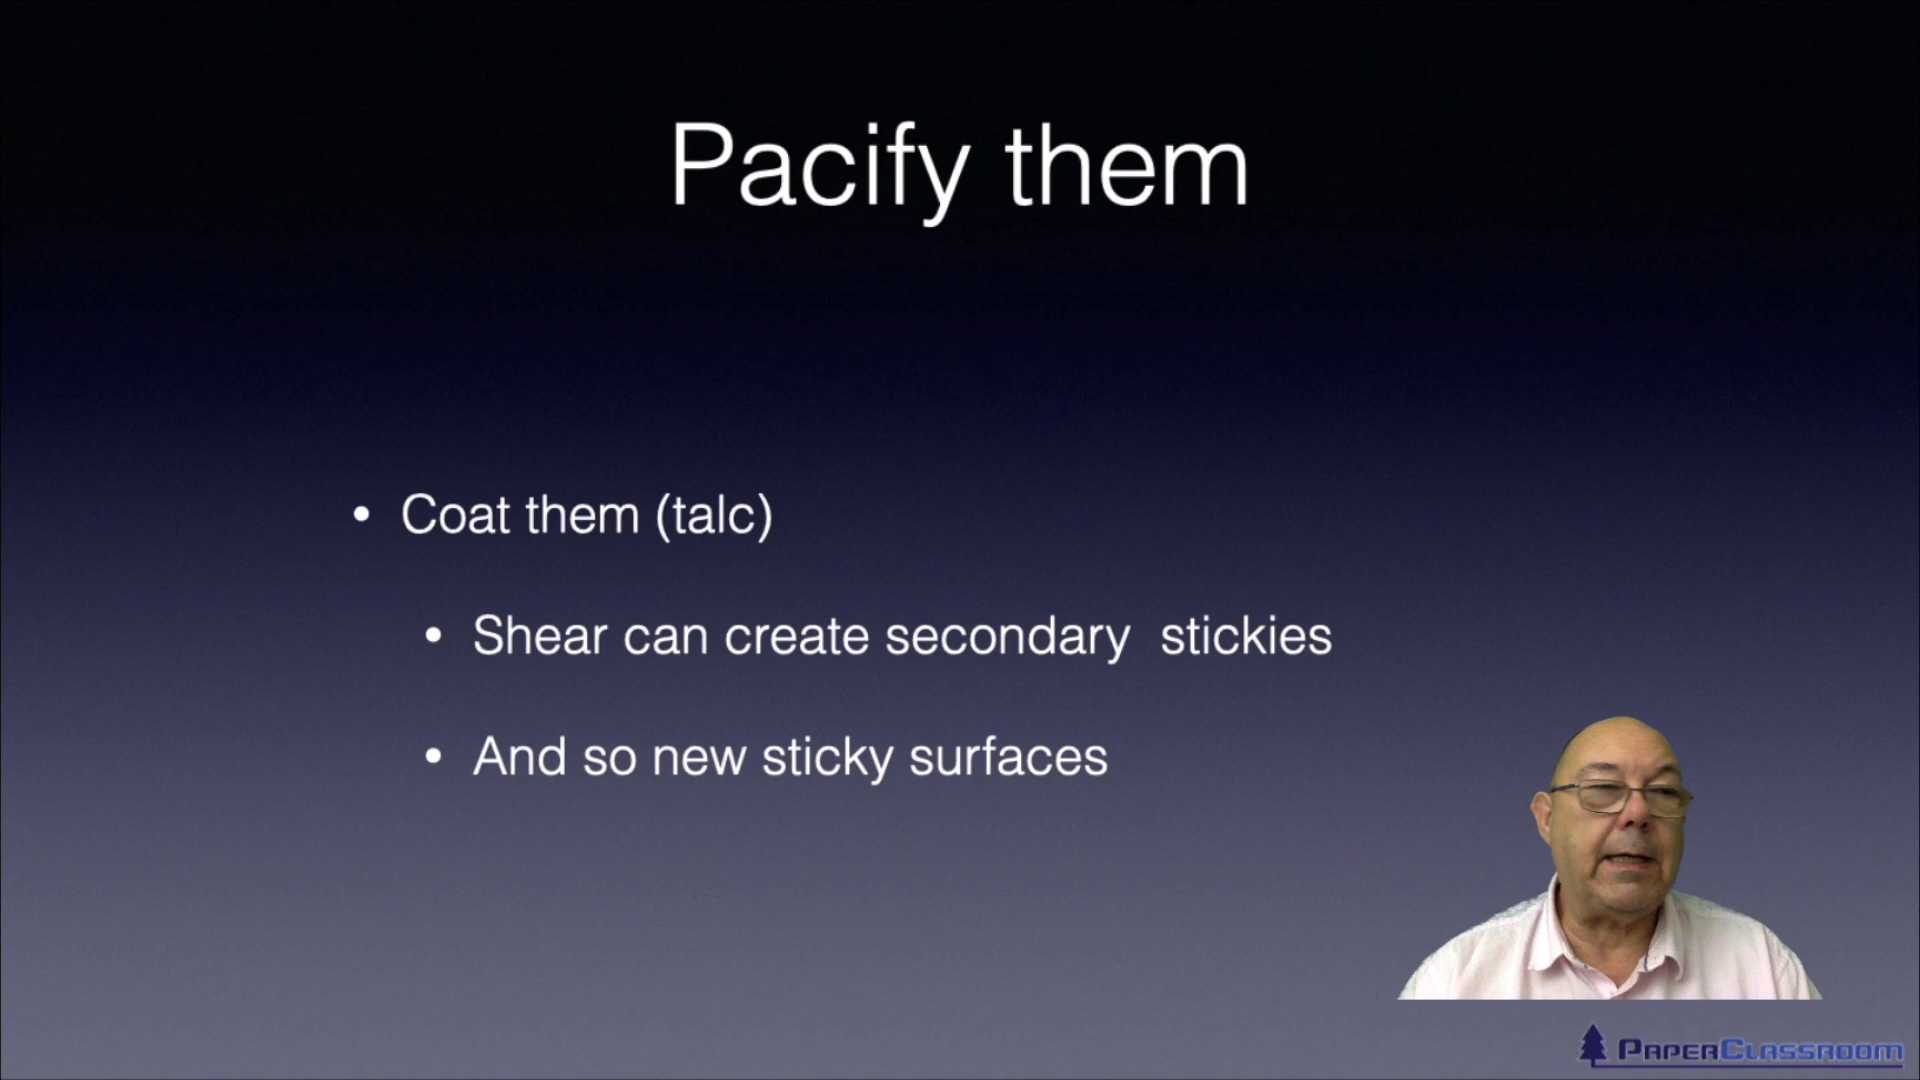 Pacify them
• Coat them (talc)
• Shear can create secondary  stickies
• And so new sticky surfaces
PAPERCLASSROOM